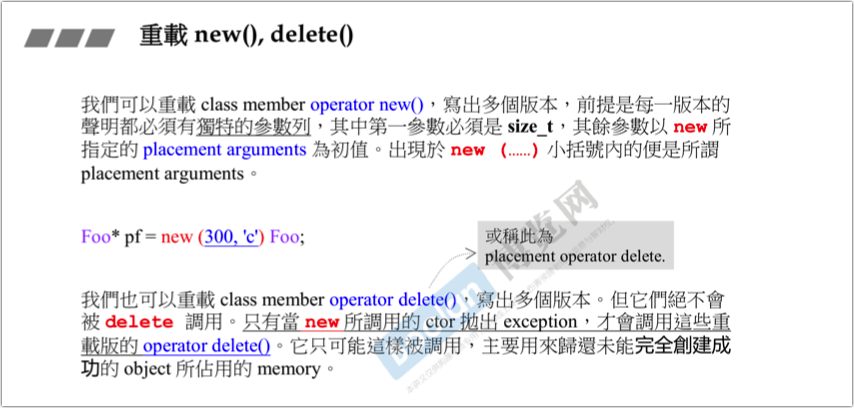 重載 new(), delete()
我們可以重載 class member operator new()，寫出多個版本，前提是每一版本的
聲明都必須有獨特的參數列，其中第一參數必須是 size_t，其餘參數以 new 所
指定的 placement arguments 為初值。出現於 new (……) 小括號內的便是所謂
placement arguments。
Foo* pf = new (300, 'c') Foo;
或稱此為
placement operator delete.
我們也可以重載 class member operator delete()，寫出多個版本。但它們絕不會
被 delete 調用。只有當 new 所調用的 ctor 拋出 exception，才會調用這些重
載版的 operator delete()。它只可能這樣被調用，主要用來歸還未能完全創建成
功的 object 所佔用的 memory。
博览网